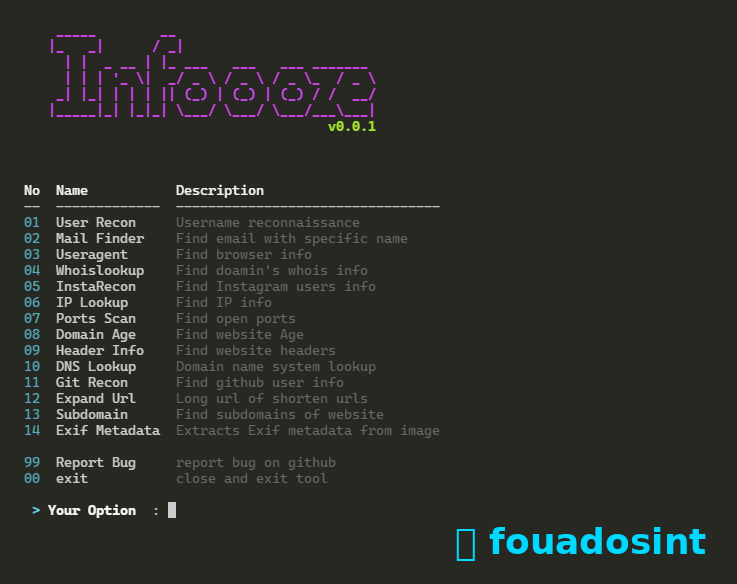 Infoooze
v0.0.1
No Name Description
-- ------------- ---------------------------------
01 User Recon Username reconnaissance
02 Mail Finder Find email with specific name
03 Useragent Find browser info
04 Whoislookup Find doamin's whois info
05 InstaRecon Find Instagram users info
06 IP Lookup Find IP info
07 Ports Scan Find open ports
08 Domain Age Find website Age
09 Header Info Find website headers
10 DNS Lookup Domain name system lookup
11 Git Recon Find github user info
12 Expand Url Long url of shorten urls
13 Subdomain Find subdomains of website
14 Exif Metadata Extracts Exif metadata from image
99 Report Bug report bug on github
00 exit close and exit tool
> Your Option :
fouadosint